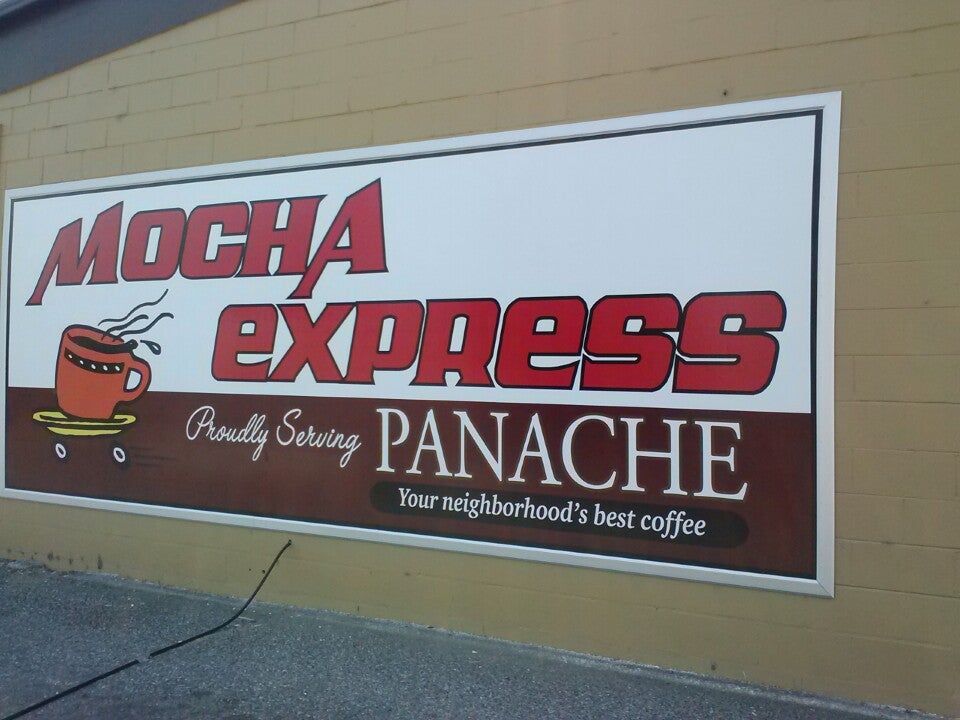 MOCHA
eXPRess
Proudly Serving PANACHE
Your neighborhood's best coffee